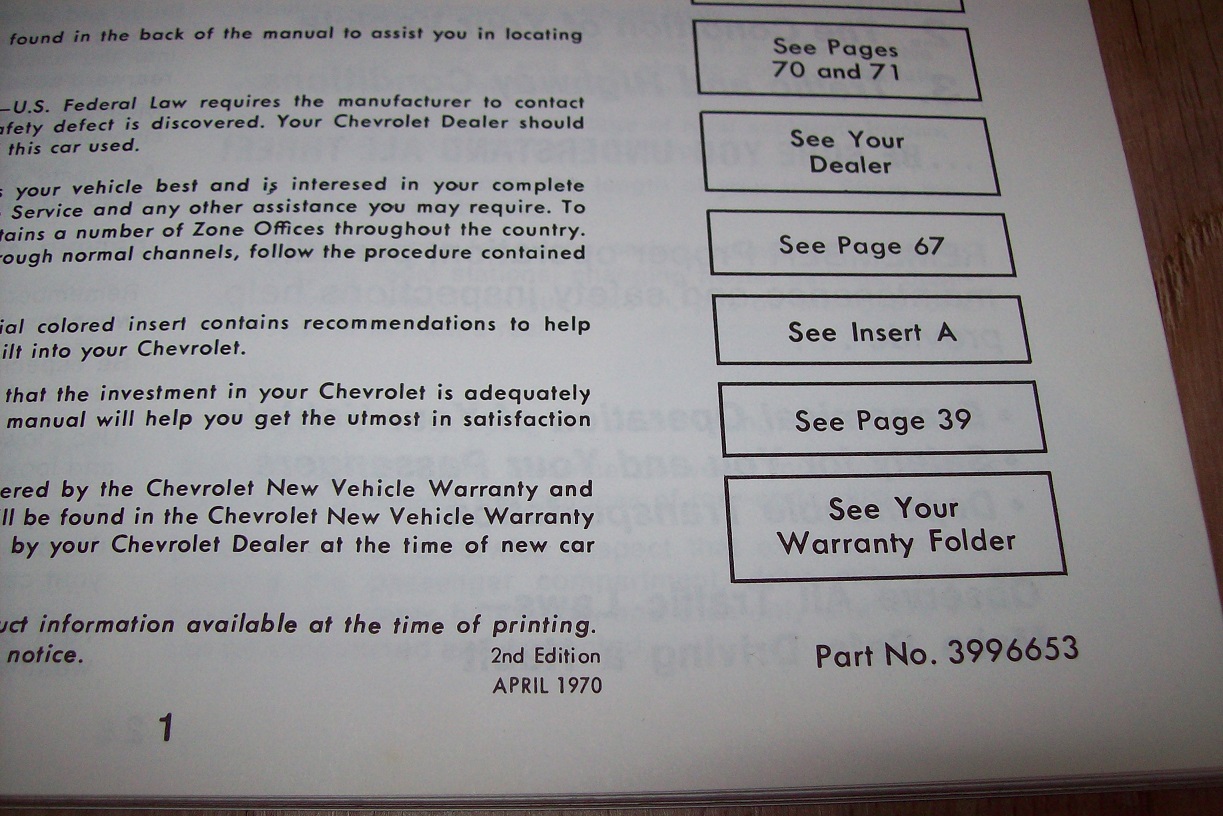 found in the back of the manual to assist you in locating
See Pages
70 and 71
—U.S. Federal Law requires the manufacturer to contact
afety defect is discovered. Your Chevrolet Dealer should
this car used.
See Your
Dealer
s your vehicle best and is interesed in your complete
Service and any other assistance you may require. To
tains a number of Zone Offices throughout the country.
rough normal channels, follow the procedure contained
See Page 67
ial colored insert contains recommendations to help
ilt into your Chevrolet.
See Insert A
that the investment in your Chevrolet is adequately
manual will help you get the utmost in satisfaction
See Page 39
ered by the Chevrolet New Vehicle Warranty and
ll be found in the Chevrolet New Vehicle Warranty
by your Chevrolet Dealer at the time of new car
See Your
Warranty Folder
uct information available at the time of printing.
notice.
2nd Edition
APRIL 1970
Part No. 3996653
1